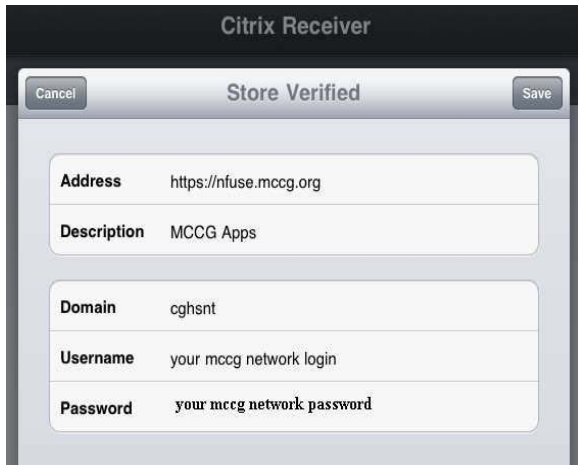 Citrix Receiver
Cancel Store Verified Save
Address https://nfuse.mccg.org
Description MCCG Apps
Domain cghsnt
Username your mccg network login
Password your mccg network password